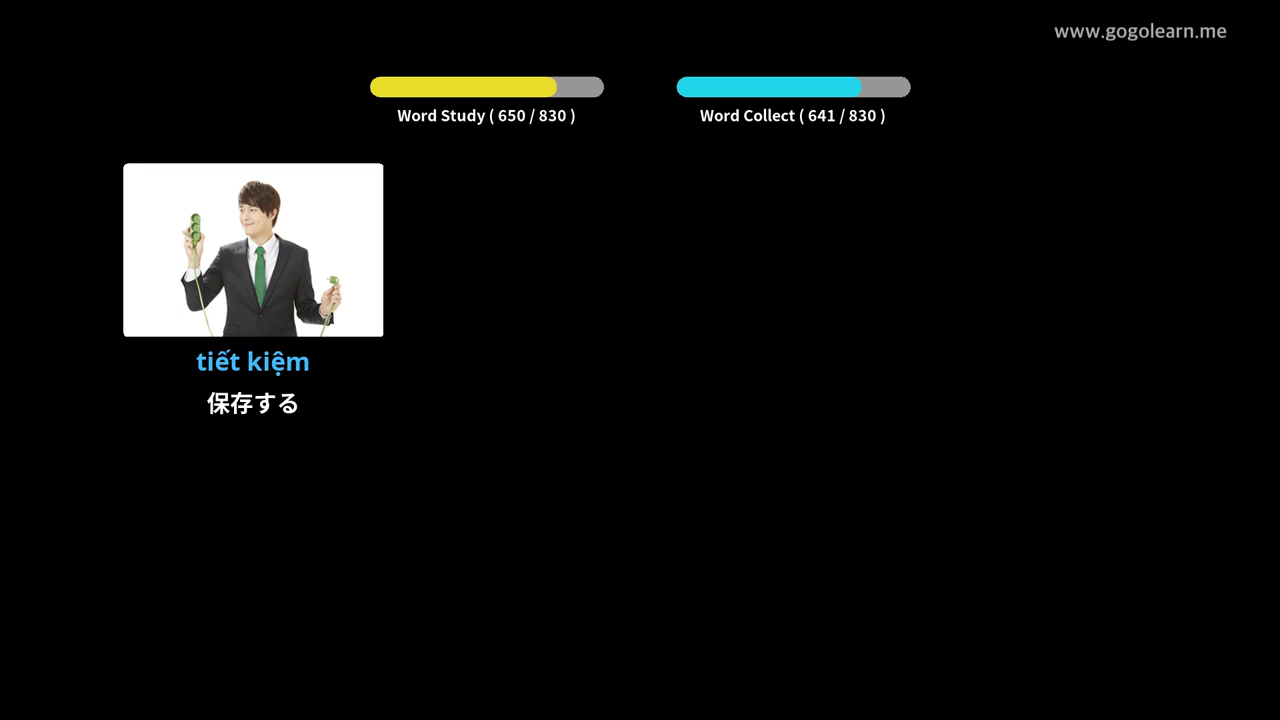 www.gogolearn.me
Word Study ( 650 / 830 )
Word Collect ( 641 / 830 )
tiết kiệm
保存する